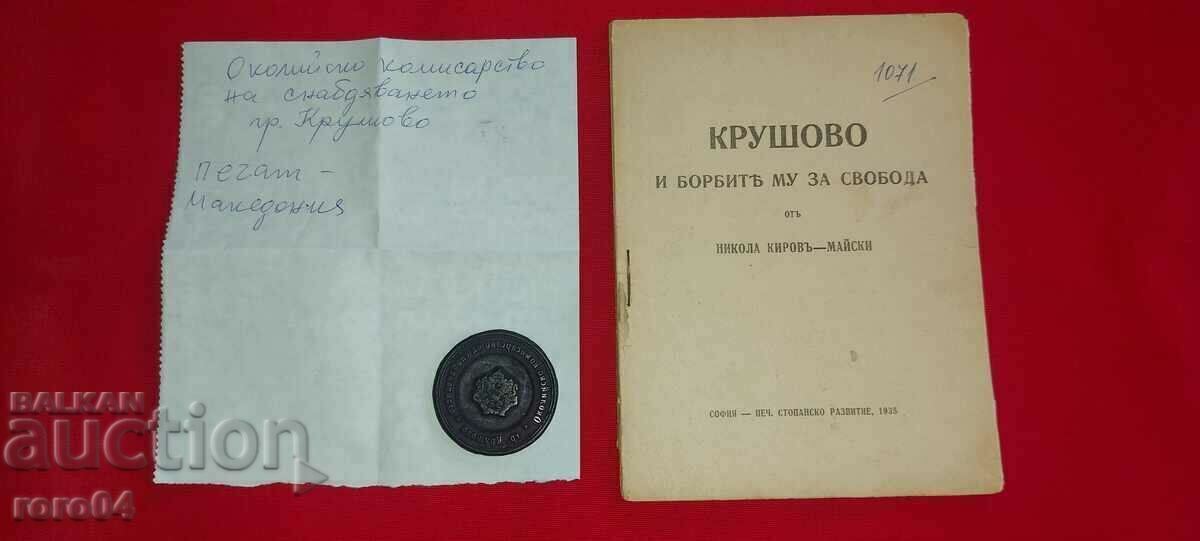 Околийско комисарство
на снабдяването
гр. Крушово
Печат -
Македония
1071
КРУШОВО
И БОРБИТѢ МУ ЗА СВОБОДА
отъ
НИКОЛА КИРОВЪ—МАЙСКИ
СОФИЯ — ПЕЧ. СТОПАНСКО РАЗВИТИЕ, 1935
BALKAN
auction
roro04